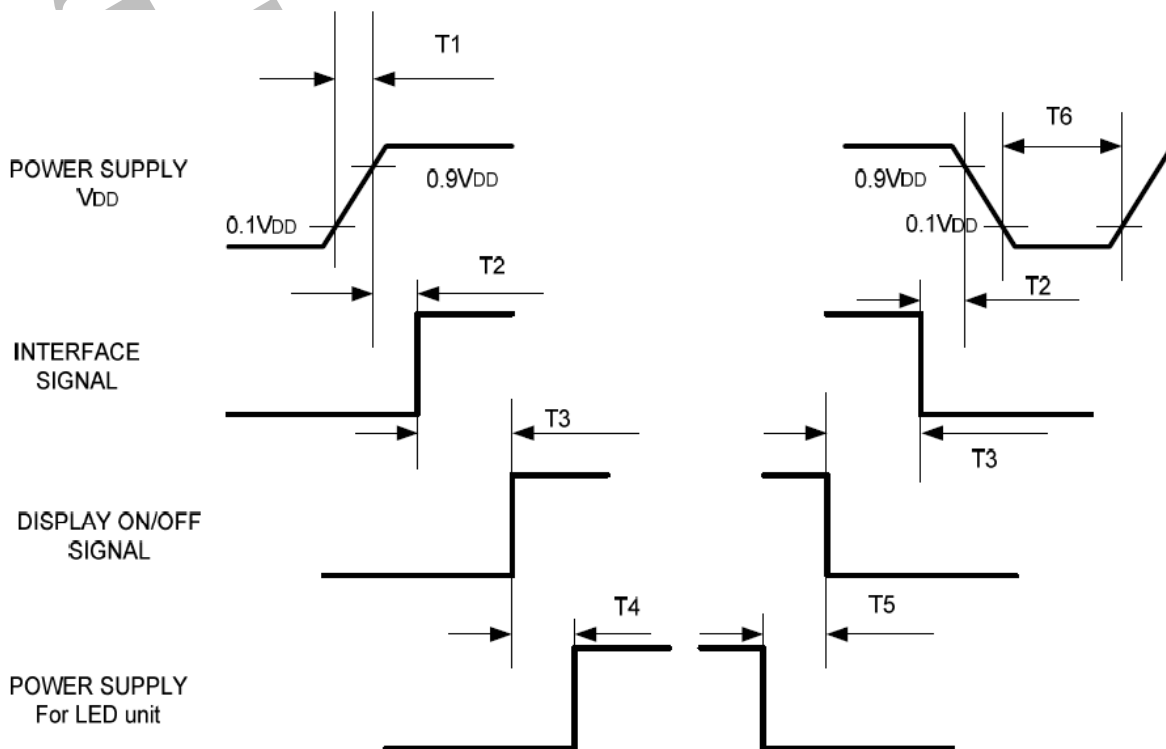 T1
T6
POWER SUPPLY
VDD
0.9VDD
0.9VDD
0.1VDD
0.1VDD
T2
T2
INTERFACE
SIGNAL
T3
T3
DISPLAY ON/OFF
SIGNAL
T4
T5
POWER SUPPLY
For LED unit